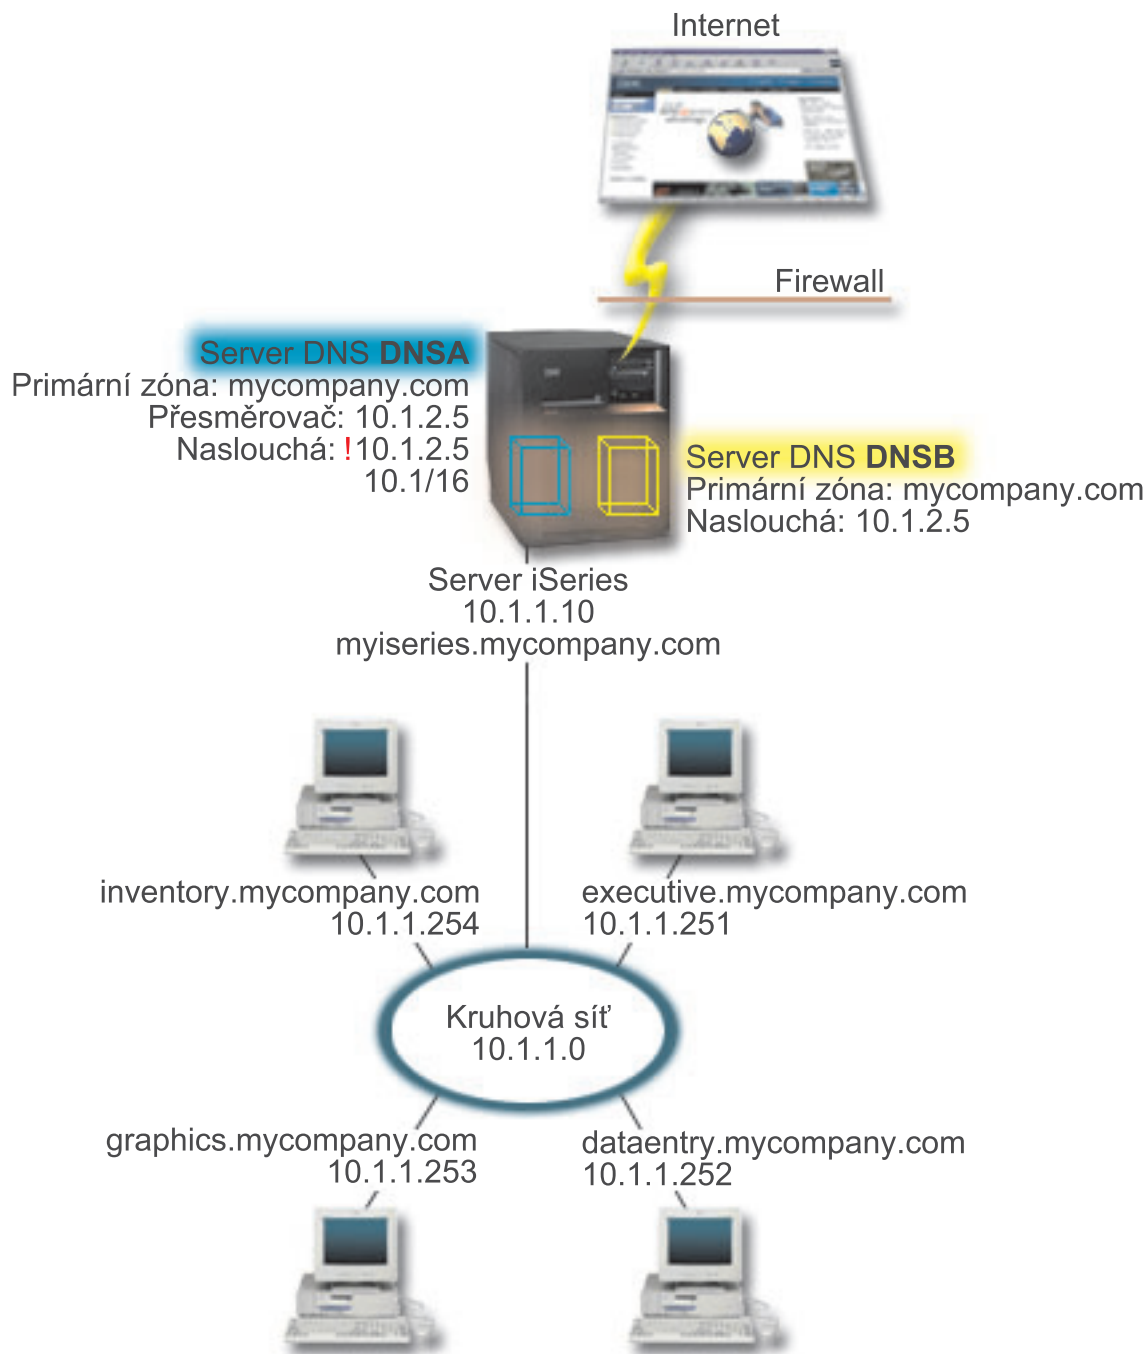 Internet
Firewall
Server DNS DNSA
Primární zóna: mycompany.com
Přesměrovač: 10.1.2.5
Naslouchá: !10.1.2.5
10.1/16
Server DNS DNSB
Primární zóna: mycompany.com
Naslouchá: 10.1.2.5
Server iSeries
10.1.1.10
myiseries.mycompany.com
inventory.mycompany.com
10.1.1.254
executive.mycompany.com
10.1.1.251
Kruhová síť
10.1.1.0
graphics.mycompany.com
10.1.1.253
dataentry.mycompany.com
10.1.1.252